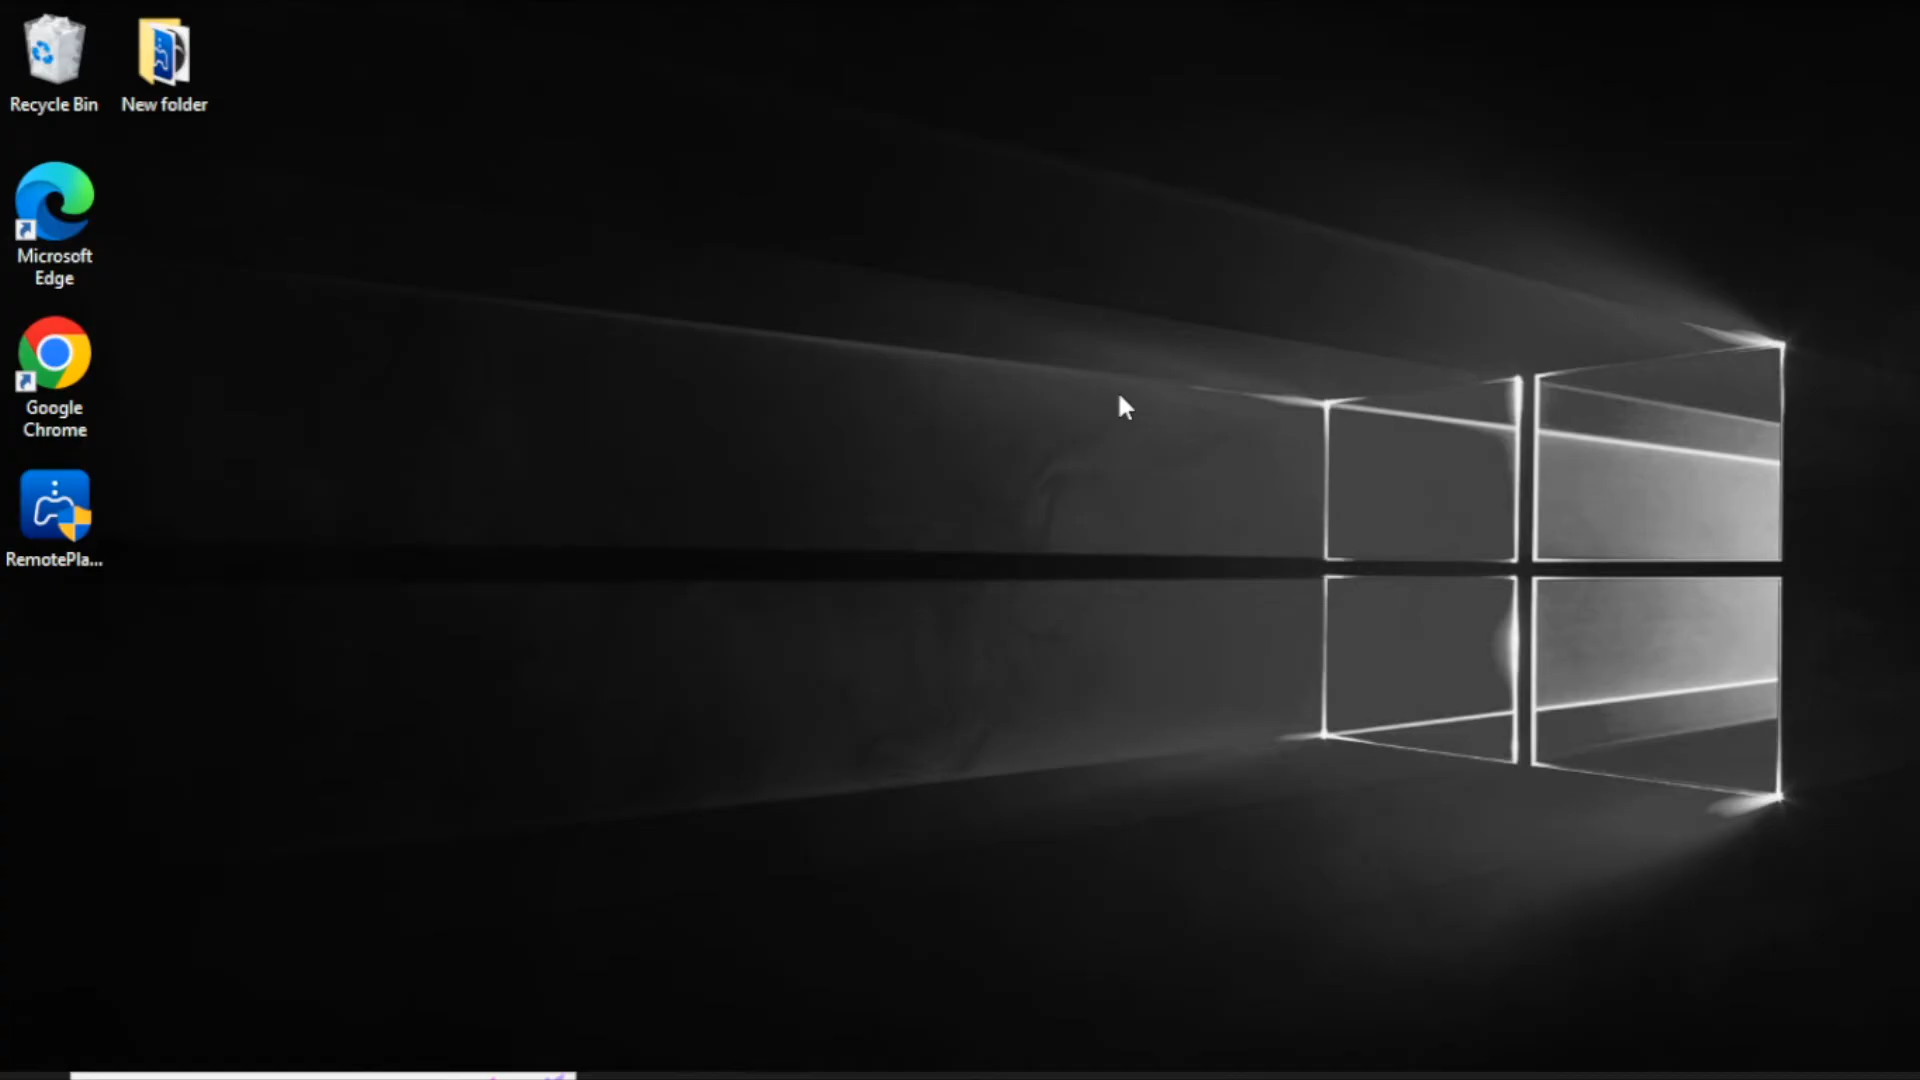 Recycle Bin
New folder
Microsoft
Edge
Google
Chrome
RemotePla...